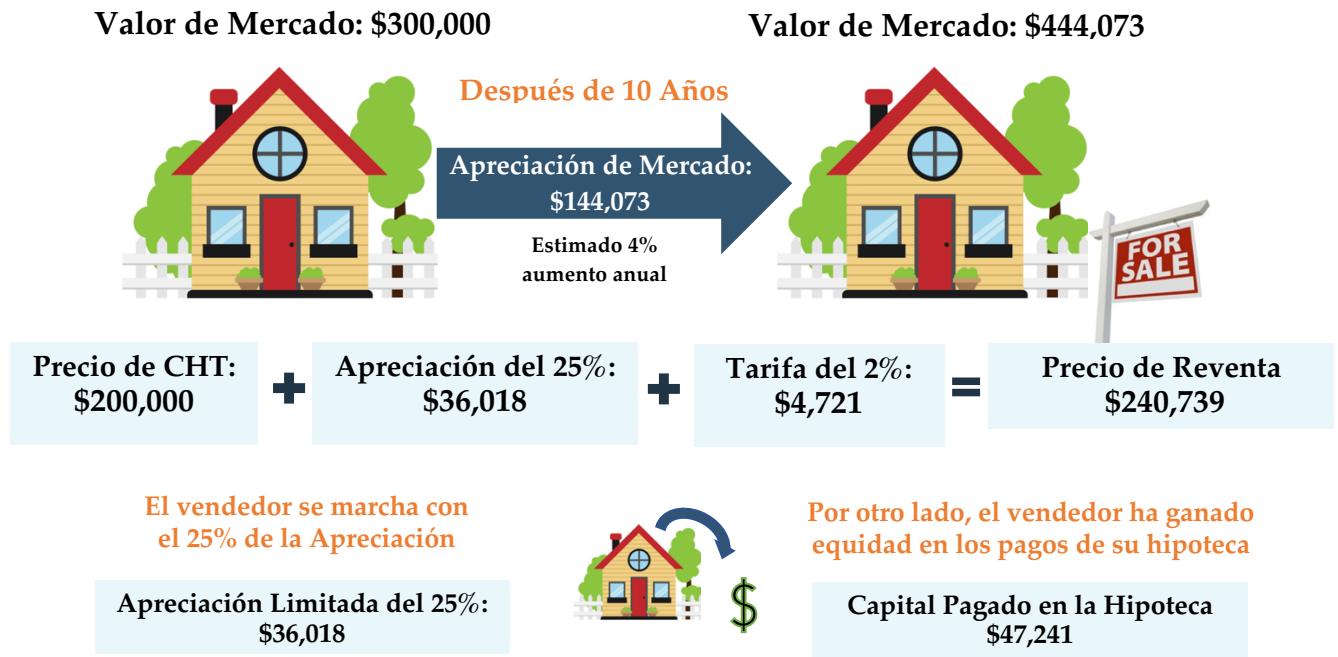 Valor de Mercado: $300,000
Valor de Mercado: $444,073
Después de 10 Años
Apreciación de Mercado:
$144,073
Estimado 4%
aumento anual
FOR
SALE
Precio de CHT:
$200,000
+
Apreciación del 25%:
$36,018
+
Tarifa del 2%:
$4,721
=
Precio de Reventa
$240,739
El vendedor se marcha con
el 25% de la Apreciación
Apreciación Limitada del 25%:
$36,018
$
Por otro lado, el vendedor ha ganado
equidad en los pagos de su hipoteca
Capital Pagado en la Hipoteca
$47,241